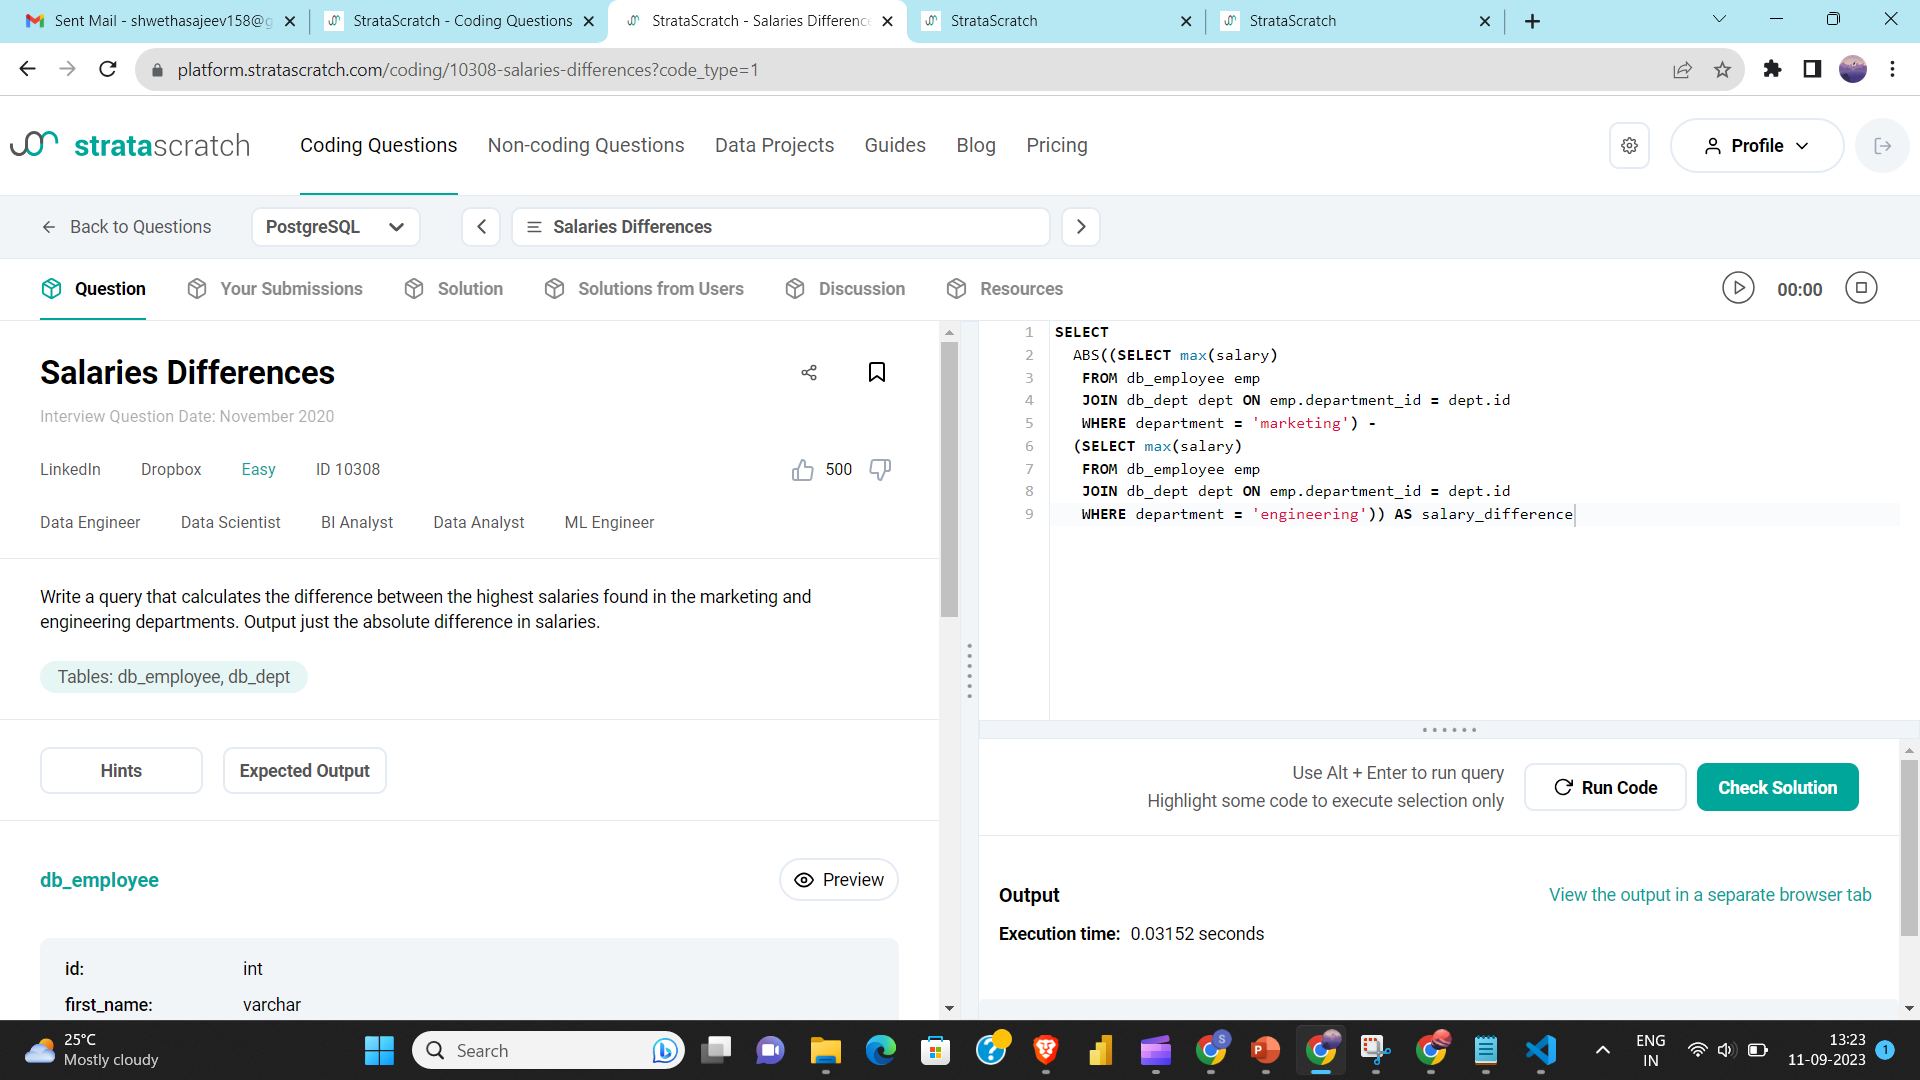 Sent Mail - shwethasajeev158@g
StrataScratch - Coding Questions
StrataScratch - Salaries Difference
StrataScratch
StrataScratch
platform.stratascratch.com/coding/10308-salaries-differences?code_type=1
stratascratch
Coding Questions
Non-coding Questions
Data Projects
Guides
Blog
Pricing
Profile
Back to Questions
PostgreSQL
Salaries Differences
Question
Your Submissions
Solution
Solutions from Users
Discussion
Resources
00:00
Salaries Differences
Interview Question Date: November 2020
LinkedIn Dropbox Easy ID 10308
500
Data Engineer Data Scientist BI Analyst Data Analyst ML Engineer
Write a query that calculates the difference between the highest salaries found in the marketing and
engineering departments. Output just the absolute difference in salaries.
Tables: db_employee, db_dept
Hints
Expected Output
db_employee
Preview
id: int
first_name: varchar
1 SELECT
2 ABS((SELECT max(salary)
3 FROM db_employee emp
4 JOIN db_dept dept ON emp.department_id = dept.id
5 WHERE department = 'marketing') -
6 (SELECT max(salary)
7 FROM db_employee emp
8 JOIN db_dept dept ON emp.department_id = dept.id
9 WHERE department = 'engineering')) AS salary_difference
Use Alt + Enter to run query
Highlight some code to execute selection only
Run Code
Check Solution
Output
View the output in a separate browser tab
Execution time: 0.03152 seconds
25°C
Mostly cloudy
Search
ENG
IN
13:23
11-09-2023
1